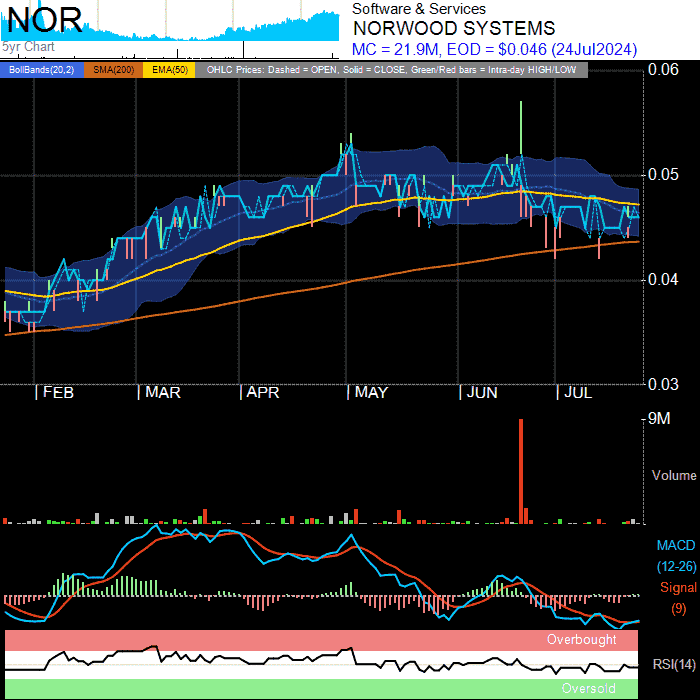 NOR
5yr Chart
Software & Services
NORWOOD SYSTEMS
MC = 21.9M, EOD = $0.046 (24Jul2024)
BollBands(20,2) SMA(200) EMA(50) OHLC Prices: Dashed = OPEN, Solid = CLOSE, Green/Red bars = Intra-day HIGH/LOW
0.06
0.05
0.04
0.03
FEB MAR APR MAY JUN JUL
9M
Volume
MACD
(12-26)
Signal
(9)
Overbought
RSI(14)
Oversold